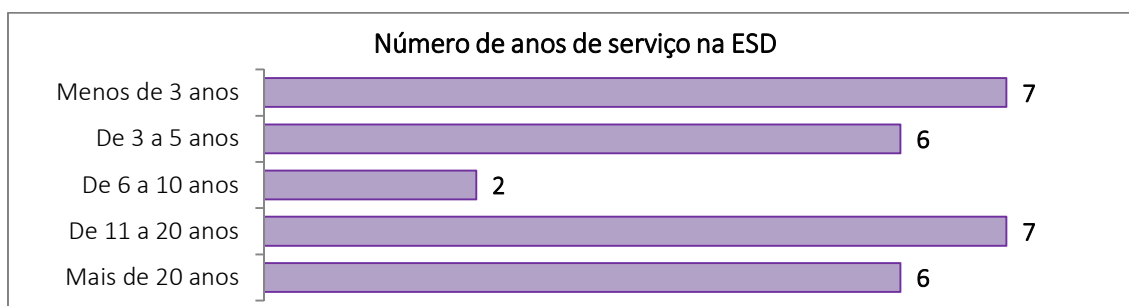 Número de anos de serviço na ESD
Menos de 3 anos 7
De 3 a 5 anos 6
De 6 a 10 anos 2
De 11 a 20 anos 7
Mais de 20 anos 6